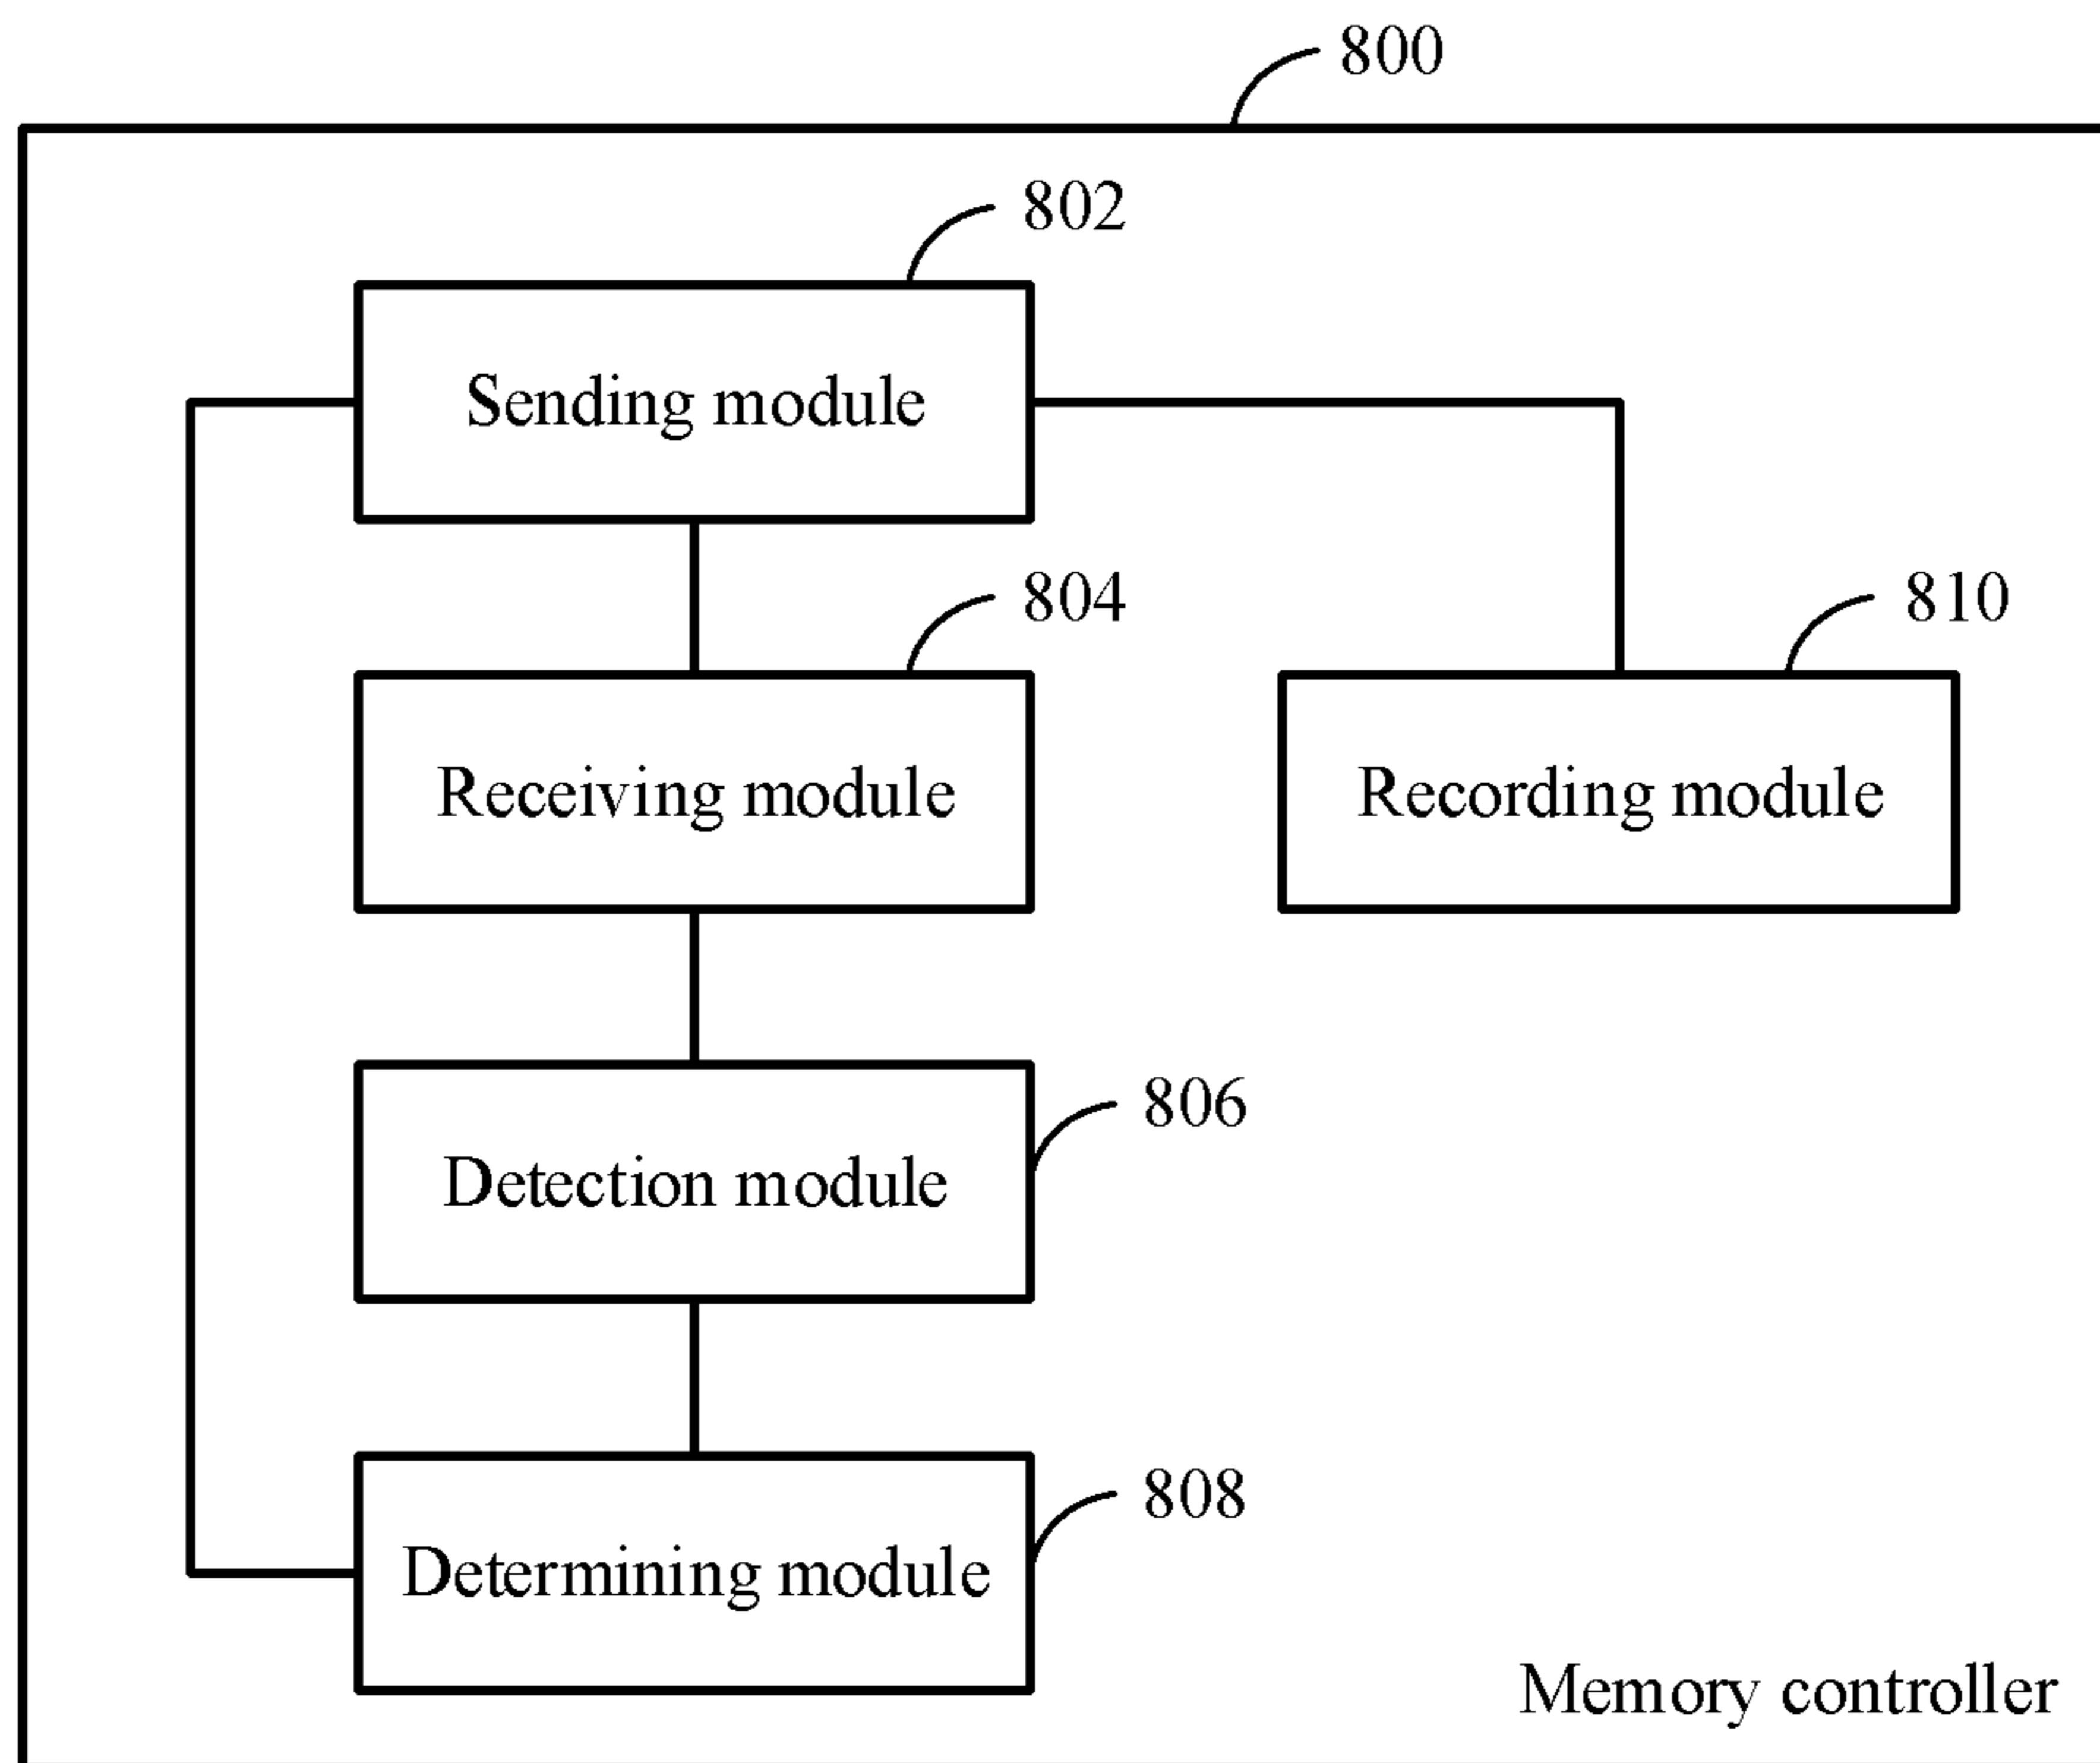 800
802
Sending module
804
810
Receiving module
Recording module
806
Detection module
808
Determining module
Memory controller